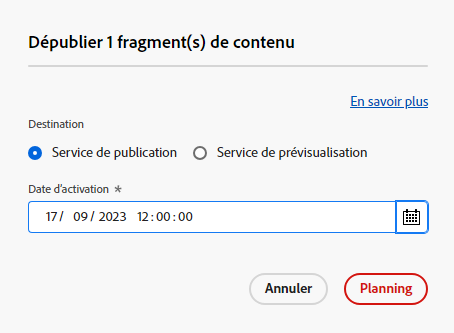 Dépublier 1 fragment(s) de contenu
En savoir plus
Destination
Service de publication Service de prévisualisation
Date d'activation *
17 / 09 / 2023 12 : 00 : 00
Annuler Planning